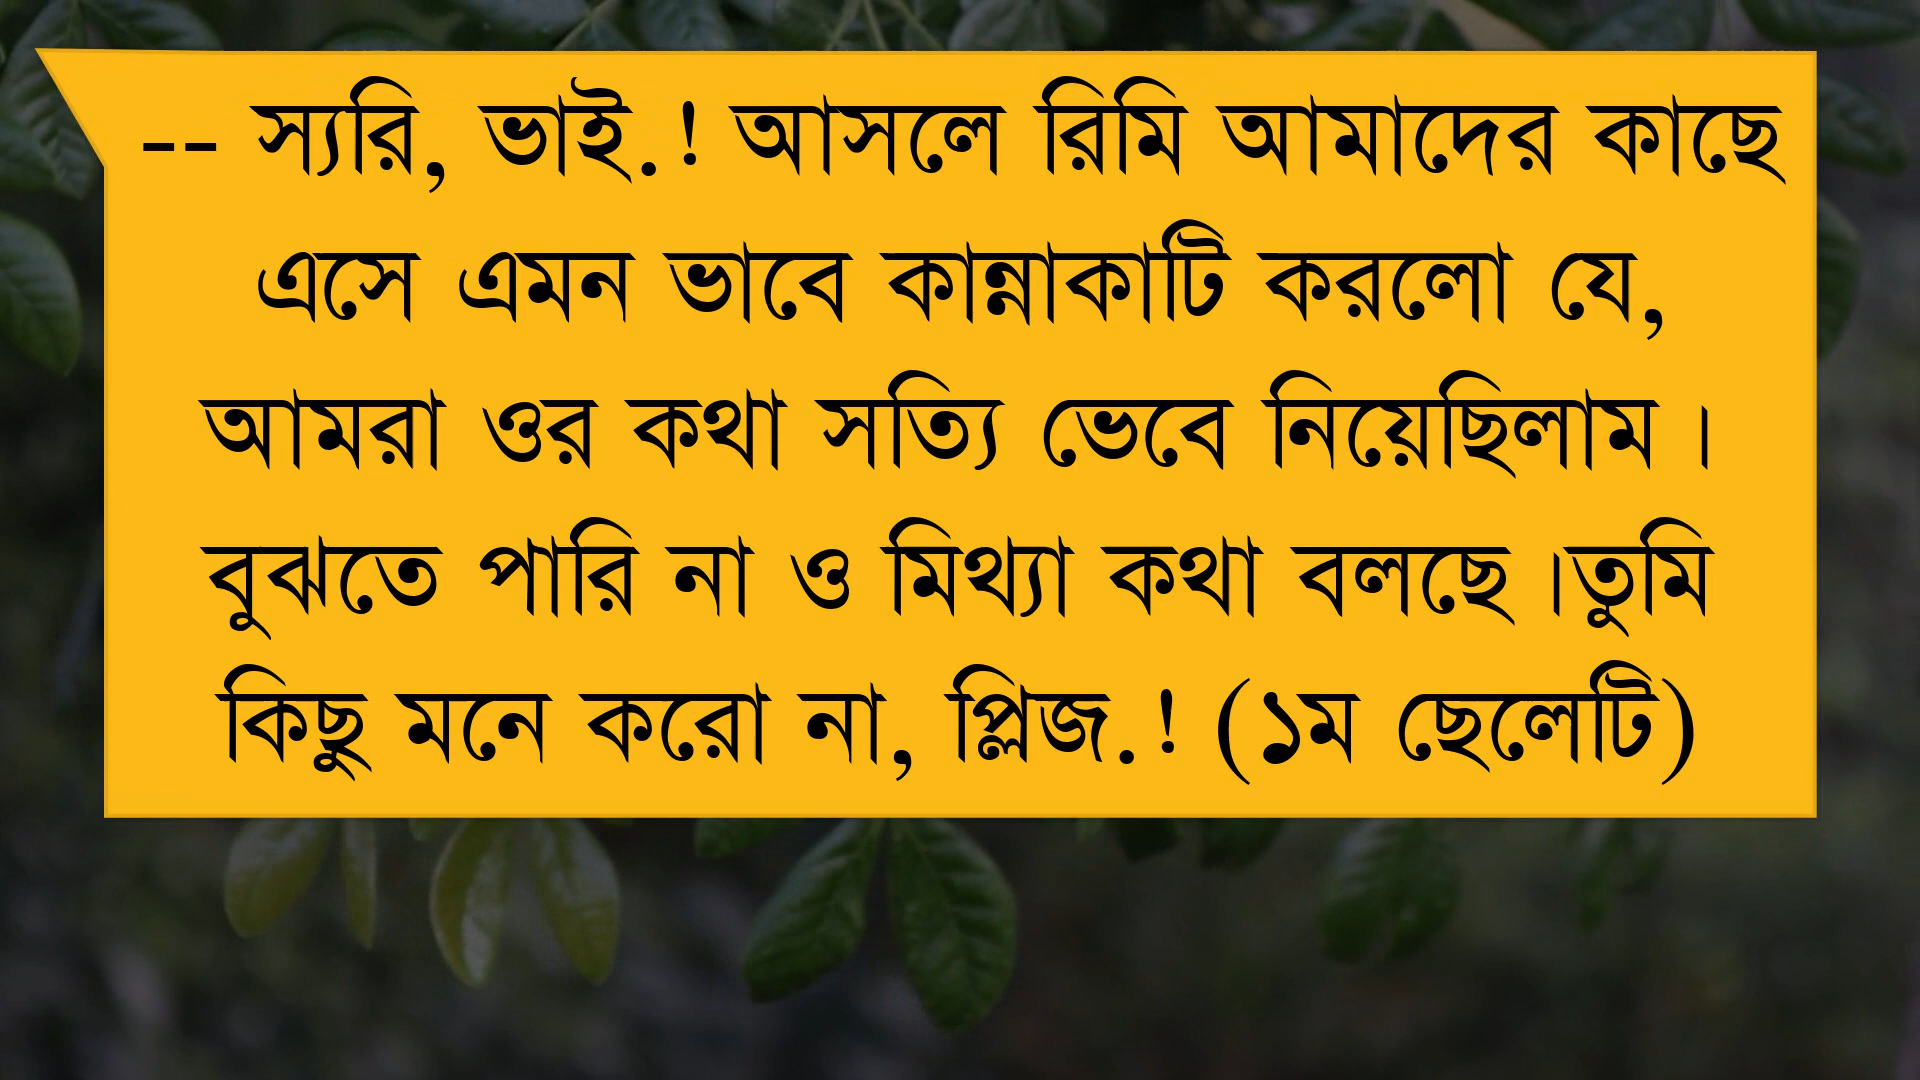 -- স্যরি, ভাই.! আসলে রিমি আমাদের কাছে
এসে এমন ভাবে কান্নাকাটি করলো যে,
আমরা ওর কথা সত্যি ভেবে নিয়েছিলাম ।
বুঝতে পারি না ও মিথ্যা কথা বলছে ।তুমি
কিছু মনে করো না, প্লিজ.! (১ম ছেলেটি)